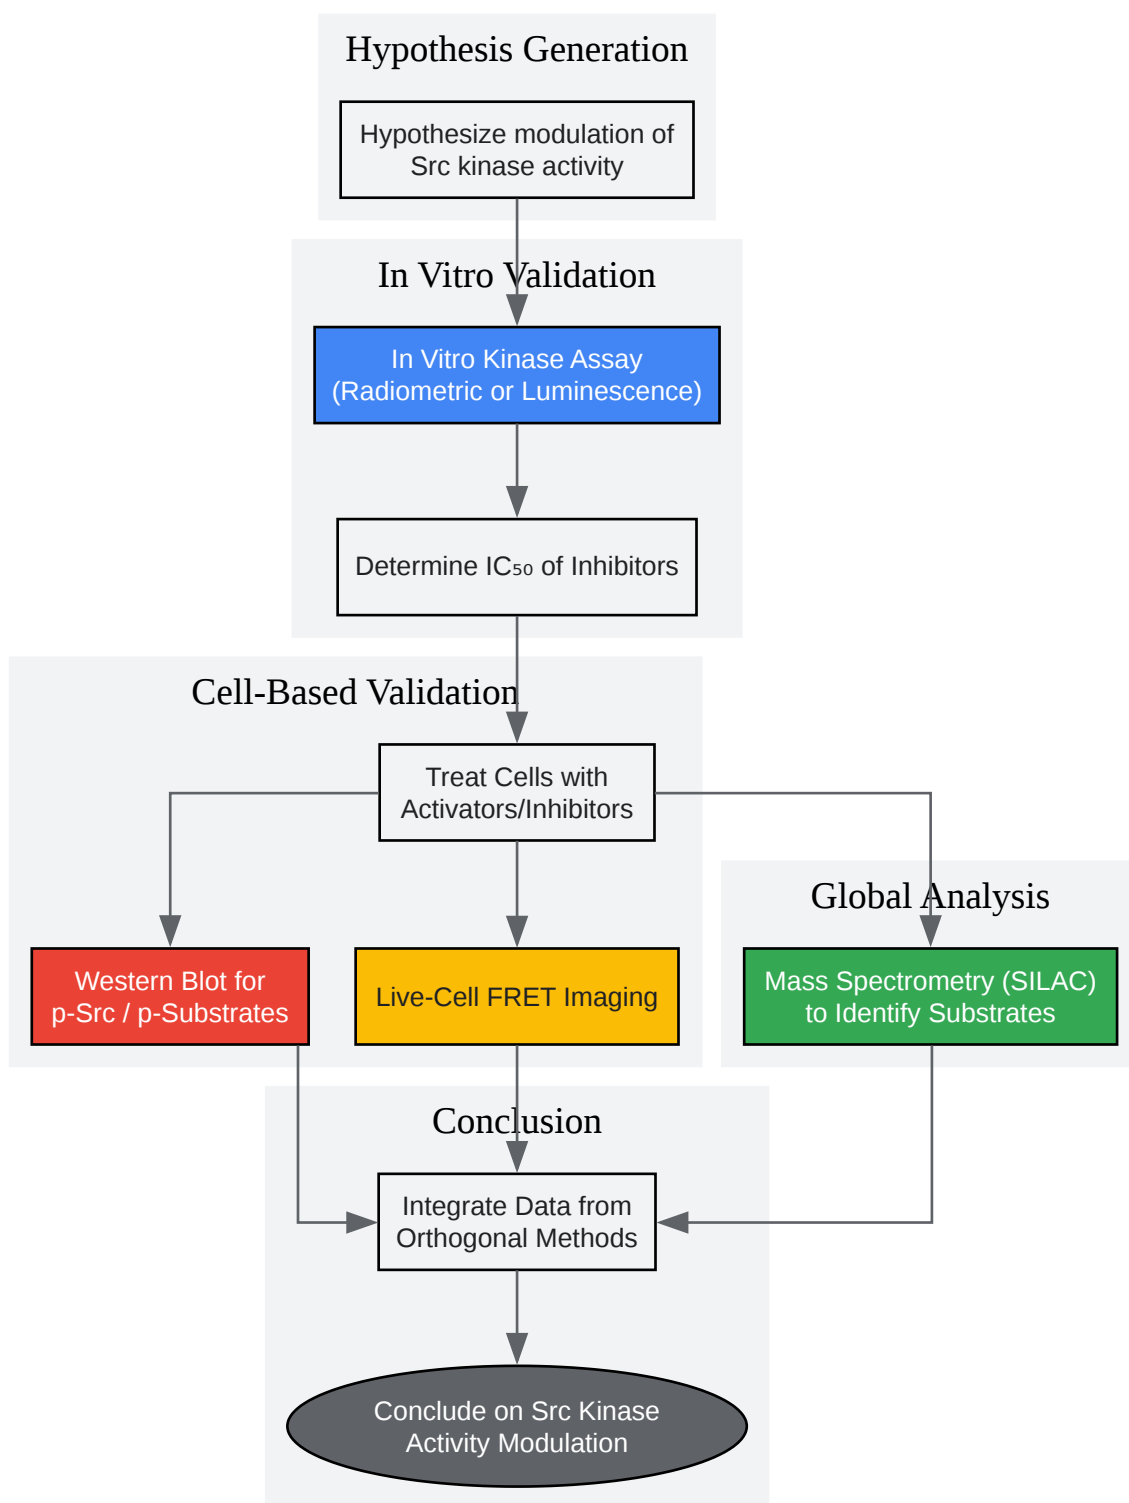 Hypothesis Generation
Hypothesize modulation of
Src kinase activity
In Vitro Validation
In Vitro Kinase Assay
(Radiometric or Luminescence)
Determine IC₅₀ of Inhibitors
Cell-Based Validation
Treat Cells with
Activators/Inhibitors
Global Analysis
Western Blot for
p-Src / p-Substrates
Live-Cell FRET Imaging
Mass Spectrometry (SILAC)
to Identify Substrates
Conclusion
Integrate Data from
Orthogonal Methods
Conclude on Src Kinase
Activity Modulation